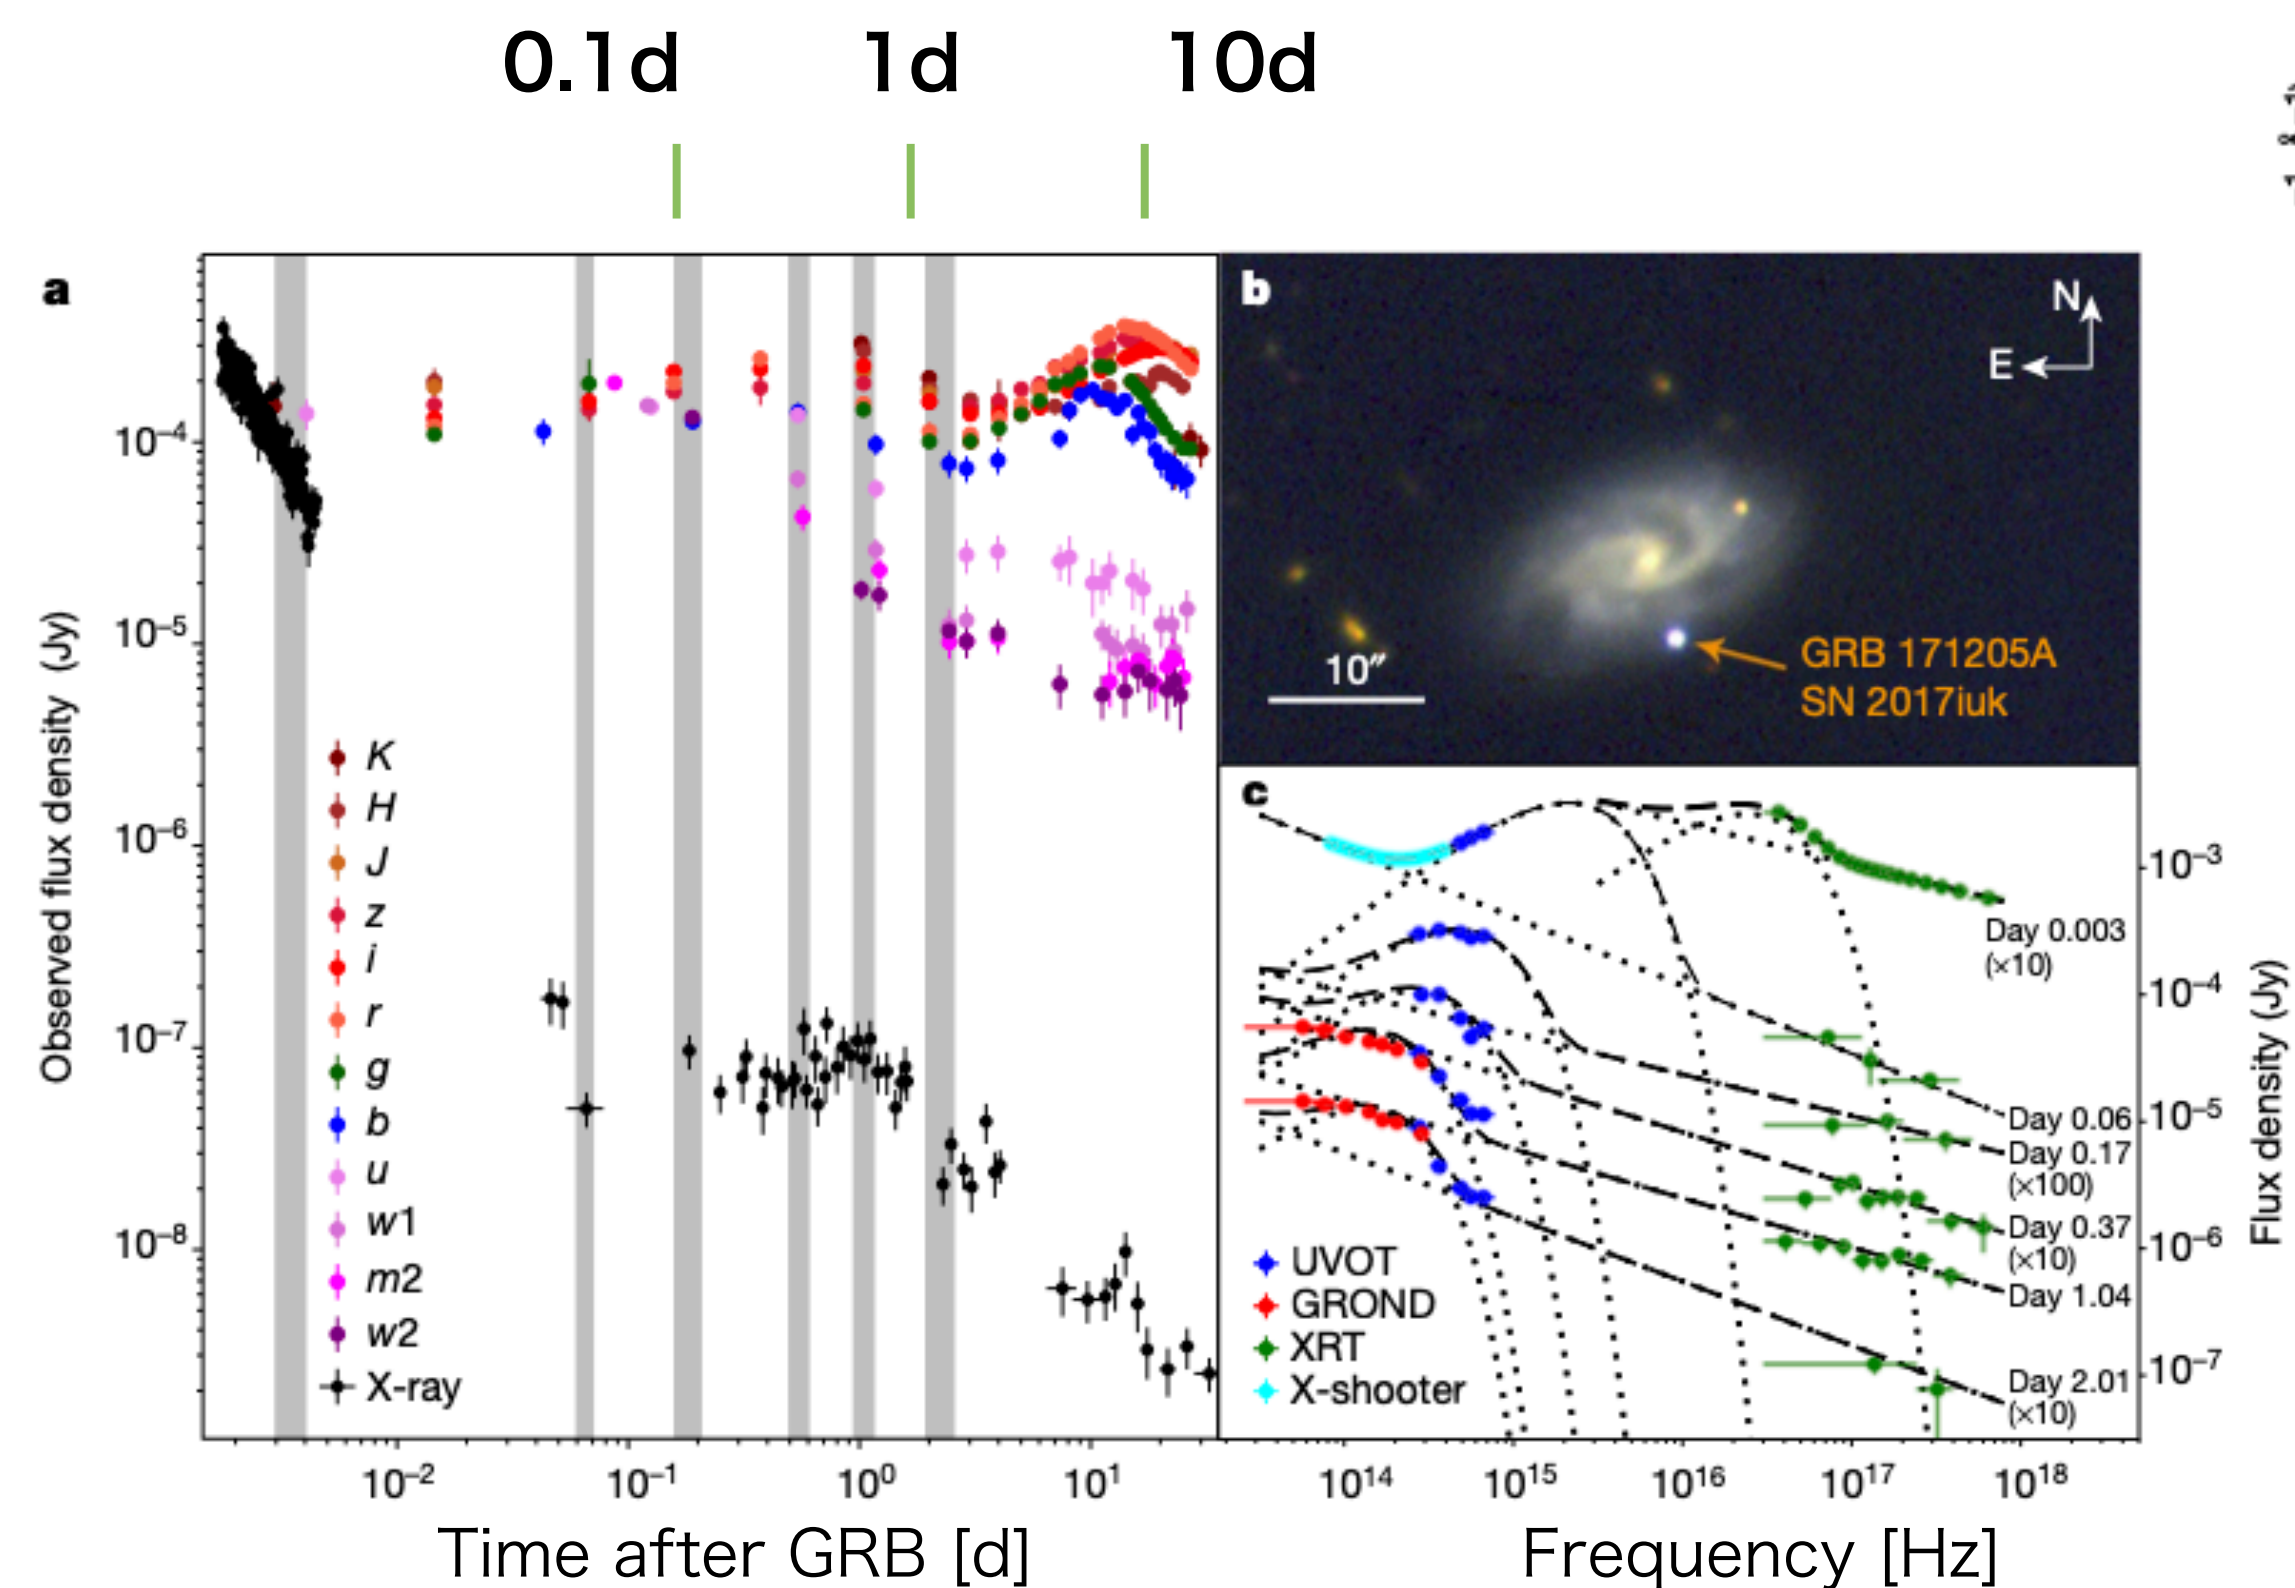 0.1d 1d 10d
a
Observed flux density (Jy)
10⁻⁴
10⁻⁵
10⁻⁶
10⁻⁷
10⁻⁸
K
H
J
z
i
r
g
b
u
w1
m2
w2
X-ray
10⁻² 10⁻¹ 10⁰ 10¹
Time after GRB [d]
b
N
E
10″
GRB 171205A
SN 2017iuk
c
Day 0.003
(×10)
Day 0.06
Day 0.17
(×100)
Day 0.37
(×10)
Day 1.04
Day 2.01
(×10)
UVOT
GROND
XRT
X-shooter
10⁻³
10⁻⁴
10⁻⁵
10⁻⁶
10⁻⁷
Flux density (Jy)
10¹⁴ 10¹⁵ 10¹⁶ 10¹⁷ 10¹⁸
Frequency [Hz]